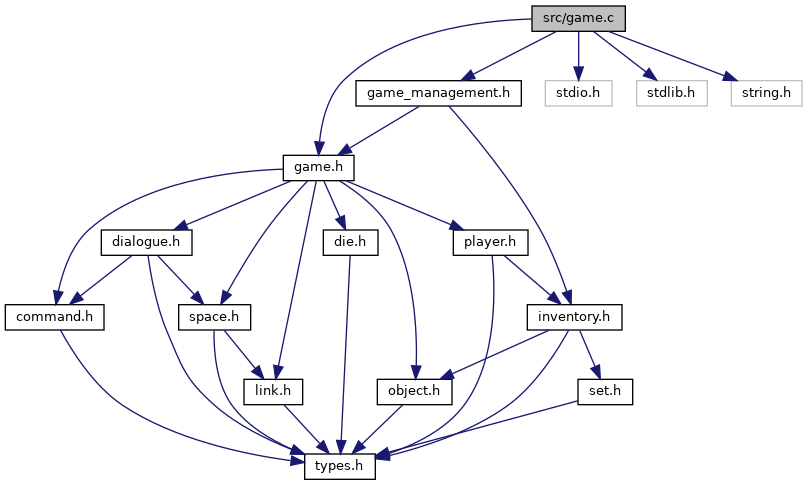 src/game.c
game_management.h
stdio.h
stdlib.h
string.h
game.h
dialogue.h
die.h
player.h
command.h
space.h
inventory.h
link.h
object.h
set.h
types.h